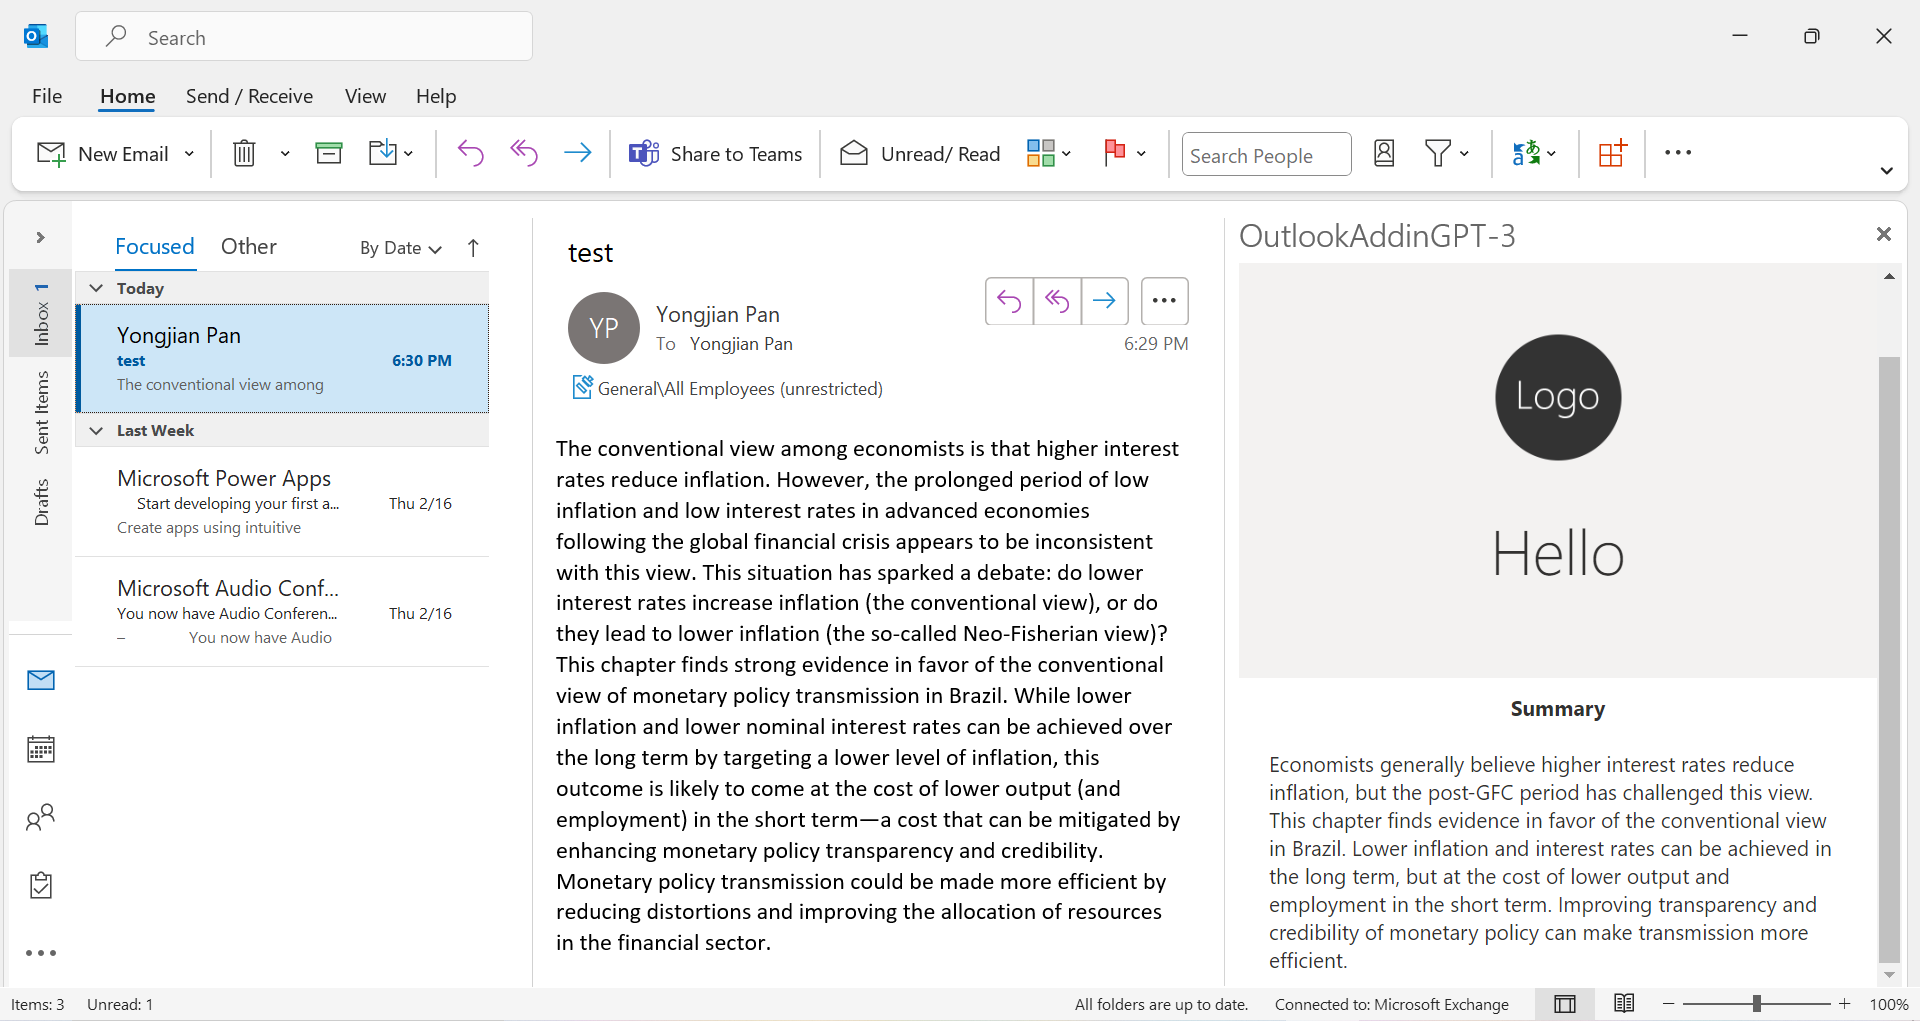 Search
File Home Send / Receive View Help
New Email Share to Teams Unread/ Read Search People
Inbox 1
Sent Items
Drafts
Focused Other By Date
Today
Yongjian Pan
test 6:30 PM
The conventional view among
Last Week
Microsoft Power Apps
Start developing your first a... Thu 2/16
Create apps using intuitive
Microsoft Audio Conf...
You now have Audio Conferen... Thu 2/16
– You now have Audio
test
YP
Yongjian Pan
To Yongjian Pan
6:29 PM
General\All Employees (unrestricted)
The conventional view among economists is that higher interest
rates reduce inflation. However, the prolonged period of low
inflation and low interest rates in advanced economies
following the global financial crisis appears to be inconsistent
with this view. This situation has sparked a debate: do lower
interest rates increase inflation (the conventional view), or do
they lead to lower inflation (the so-called Neo-Fisherian view)?
This chapter finds strong evidence in favor of the conventional
view of monetary policy transmission in Brazil. While lower
inflation and lower nominal interest rates can be achieved over
the long term by targeting a lower level of inflation, this
outcome is likely to come at the cost of lower output (and
employment) in the short term—a cost that can be mitigated by
enhancing monetary policy transparency and credibility.
Monetary policy transmission could be made more efficient by
reducing distortions and improving the allocation of resources
in the financial sector.
OutlookAddinGPT-3
Logo
Hello
Summary
Economists generally believe higher interest rates reduce
inflation, but the post-GFC period has challenged this view.
This chapter finds evidence in favor of the conventional view
in Brazil. Lower inflation and interest rates can be achieved in
the long term, but at the cost of lower output and
employment in the short term. Improving transparency and
credibility of monetary policy can make transmission more
efficient.
Items: 3 Unread: 1 All folders are up to date. Connected to: Microsoft Exchange 100%